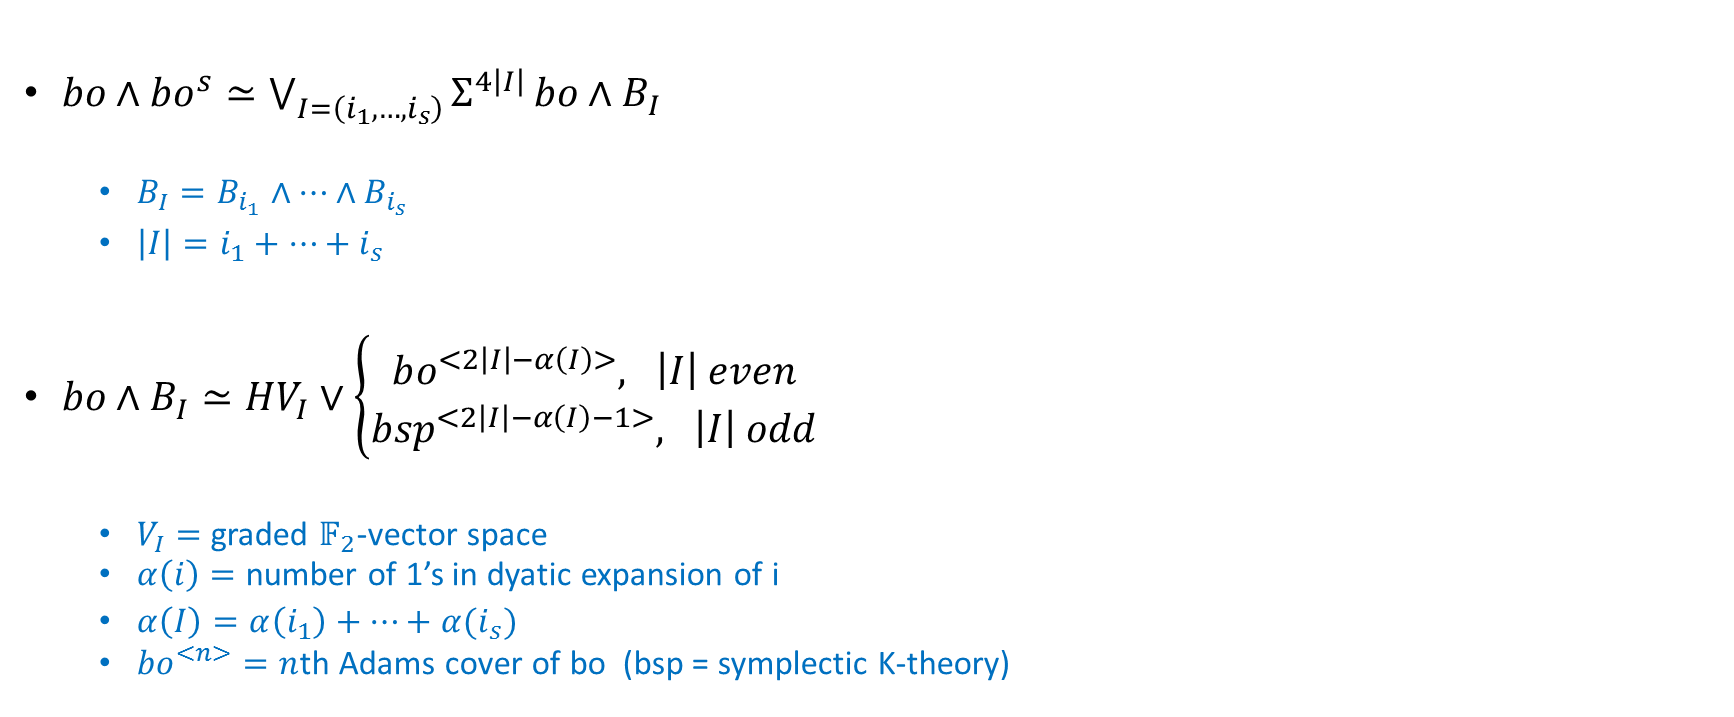 • bo ∧ bo^s ≃ ⋁_{I=(i_1,…,i_s)} Σ^{4|I|} bo ∧ B_I
• B_I = B_{i_1} ∧ ⋯ ∧ B_{i_s}
• |I| = i_1 + ⋯ + i_s
• bo ∧ B_I ≃ HV_I ∨ { bo^{<2|I|−α(I)>}, |I| even
bsp^{<2|I|−α(I)−1>}, |I| odd
• V_I = graded 𝔽_2-vector space
• α(i) = number of 1's in dyatic expansion of i
• α(I) = α(i_1) + ⋯ + α(i_s)
• bo^{<n>} = nth Adams cover of bo (bsp = symplectic K-theory)